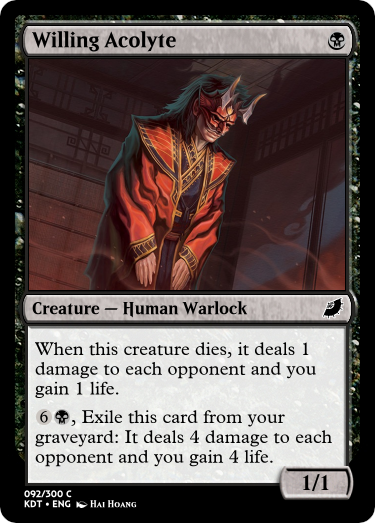 Willing Acolyte
Creature — Human Warlock
When this creature dies, it deals 1
damage to each opponent and you
gain 1 life.
6, Exile this card from your
graveyard: It deals 4 damage to each
opponent and you gain 4 life.
1/1
092/300 C
KDT • ENG Hai Hoang